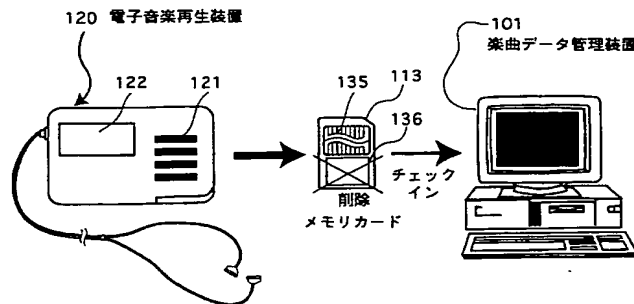 120 電子音楽再生装置
101
楽曲データ管理装置
122
121
135
113
136
チェック
イン
削除
メモリカード